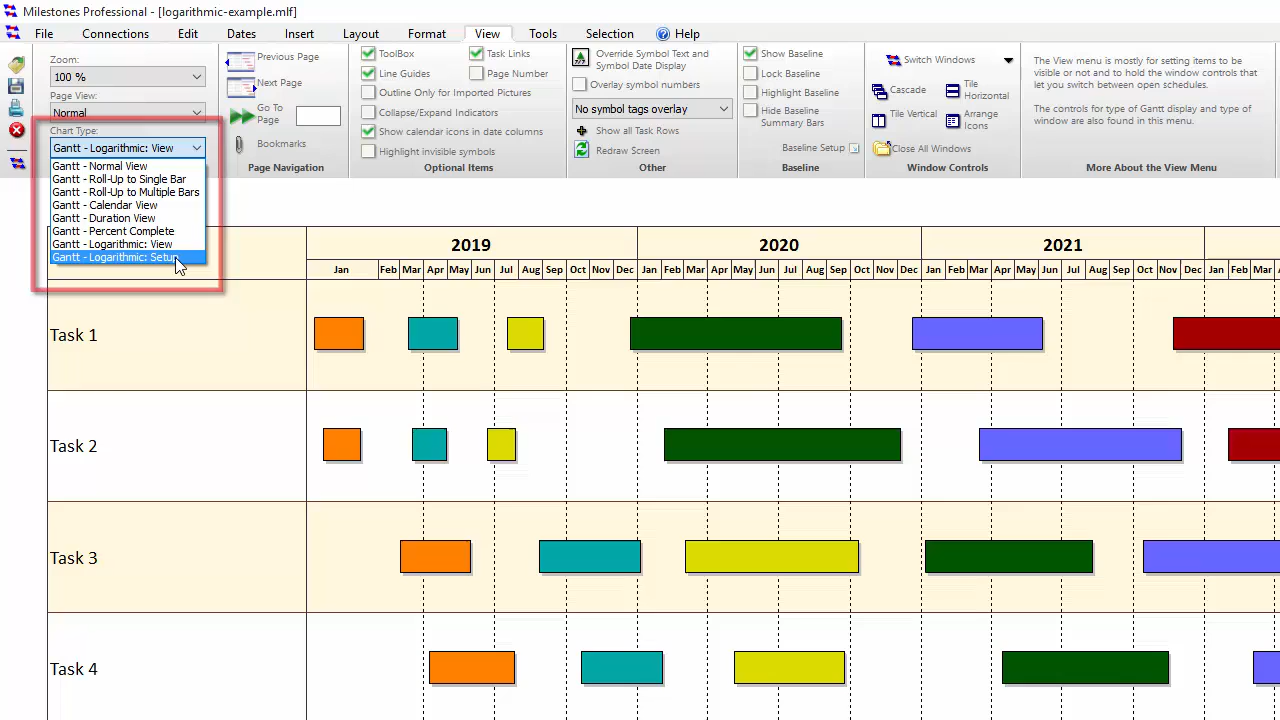 Milestones Professional - [logarithmic-example.mlf]
File Connections Edit Dates Insert Layout Format View Tools Selection Help
Zoom:
100 %
Page View:
Normal
Chart Type:
Gantt - Logarithmic: View
Gantt - Normal View
Gantt - Roll-Up to Single Bar
Gantt - Roll-Up to Multiple Bars
Gantt - Calendar View
Gantt - Duration View
Gantt - Percent Complete
Gantt - Logarithmic: View
Gantt - Logarithmic: Setup
Previous Page
Next Page
Go To
Page
Bookmarks
Page Navigation
ToolBox
Task Links
Line Guides
Page Number
Outline Only for Imported Pictures
Collapse/Expand Indicators
Show calendar icons in date columns
Highlight invisible symbols
Optional Items
Override Symbol Text and
Symbol Date Display
Overlay symbol numbers
No symbol tags overlay
Show all Task Rows
Redraw Screen
Other
Show Baseline
Lock Baseline
Highlight Baseline
Hide Baseline
Summary Bars
Baseline Setup
Baseline
Switch Windows
Cascade
Tile
Horizontal
Tile Vertical
Arrange
Icons
Close All Windows
Window Controls
The View menu is mostly for setting items to be
visible or not and to hold the window controls that
let you switch between open schedules.
The controls for type of Gantt display and type of
window are also found in this menu.
More About the View Menu
2019 2020 2021
Jan Feb Mar Apr May Jun Jul Aug Sep Oct Nov Dec Jan Feb Mar Apr May Jun Jul Aug Sep Oct Nov Dec Jan Feb Mar Apr May Jun Jul Aug Sep Oct Nov Dec Jan Feb Mar
Task 1
Task 2
Task 3
Task 4